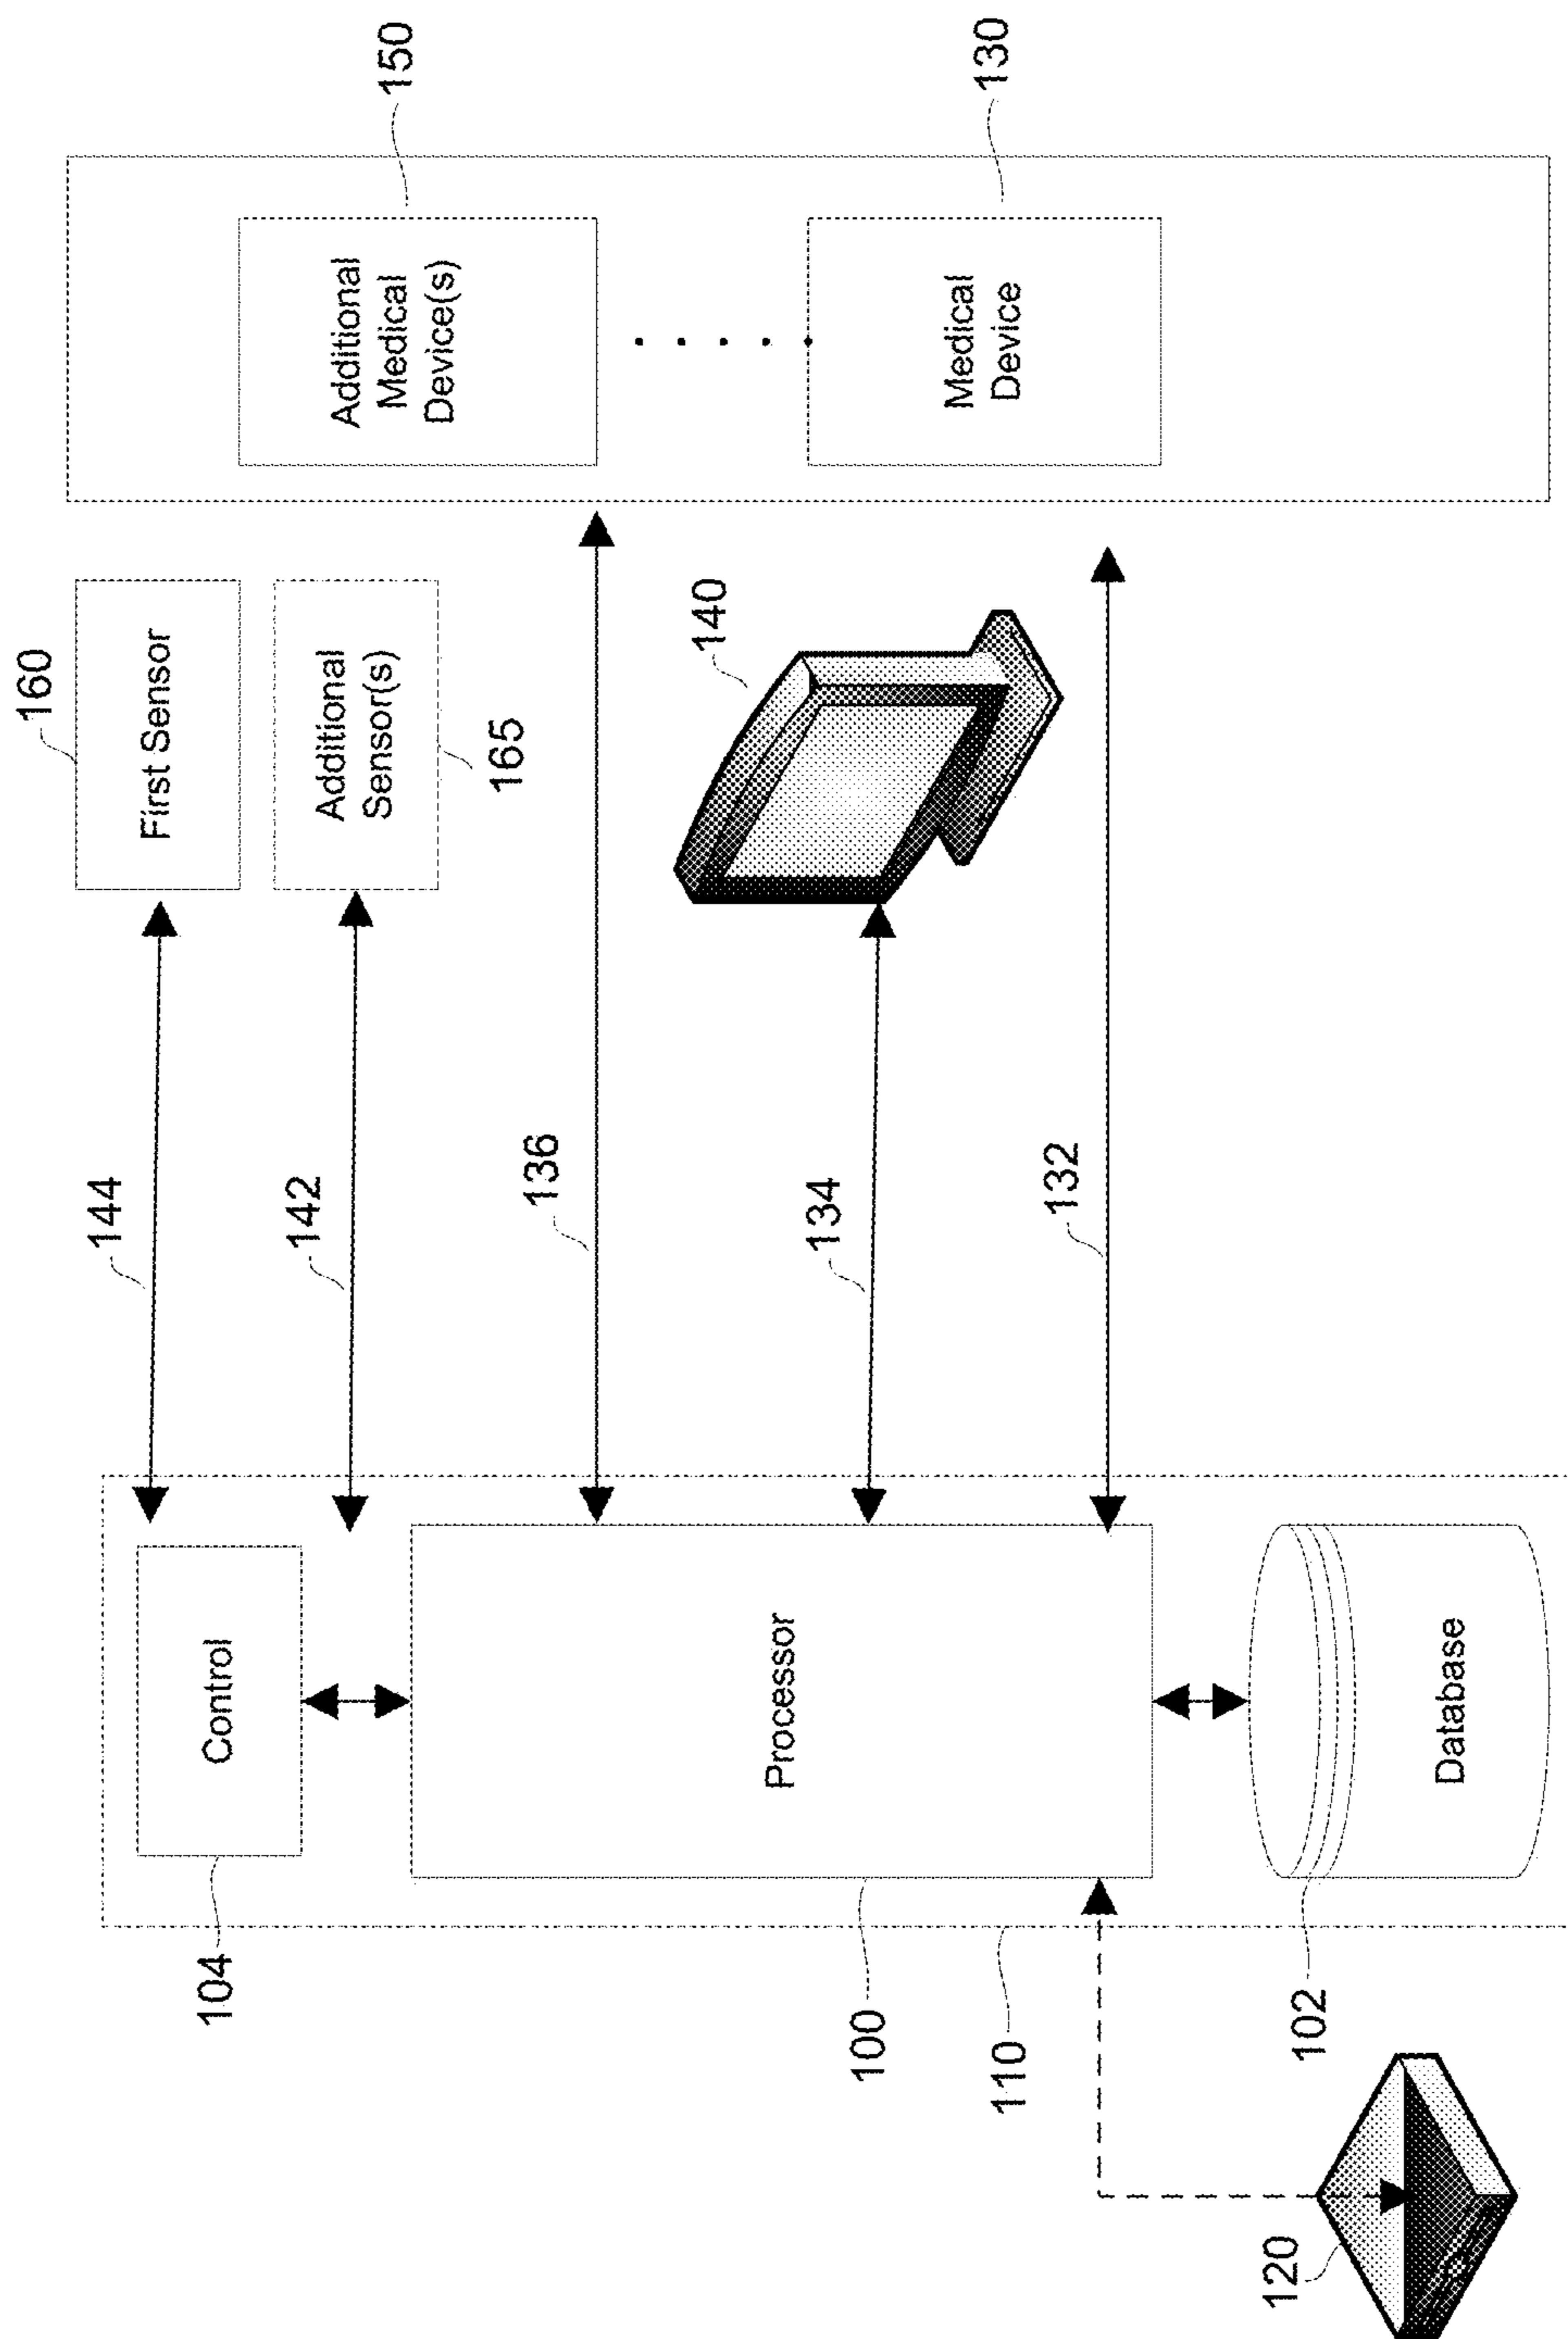 160
144
First Sensor
104
Control
142
Additional
Sensor(s)
Additional
Medical
Device(s)
150
165
136
140
Processor
134
100
Medical
Device
130
110
132
120
102
Database